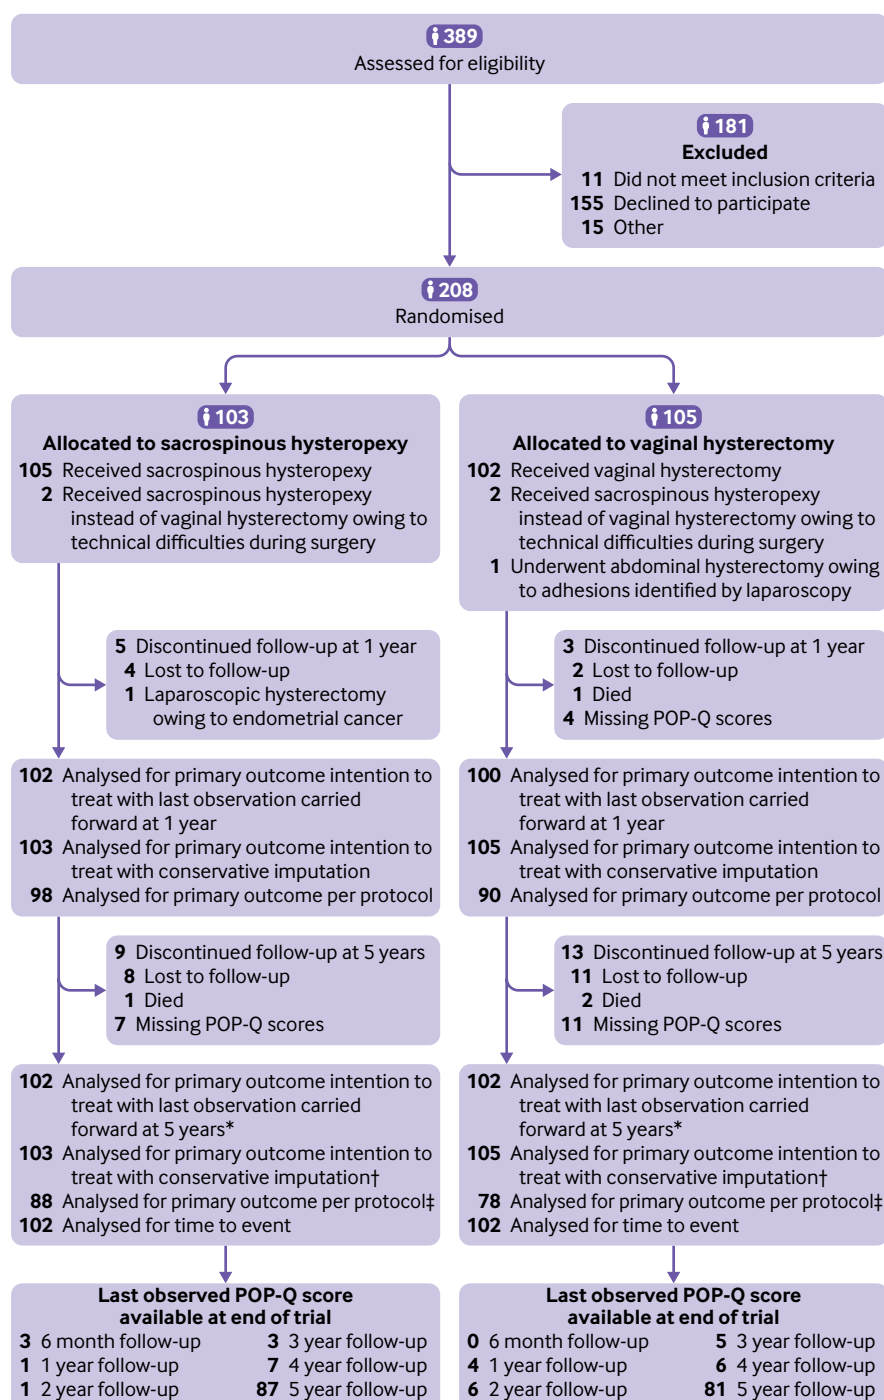 389
Assessed for eligibility
181
Excluded
11 Did not meet inclusion criteria
155 Declined to participate
15 Other
208
Randomised
103
Allocated to sacrospinous hysteropexy
105 Received sacrospinous hysteropexy
2 Received sacrospinous hysteropexy
instead of vaginal hysterectomy owing to
technical difficulties during surgery
105
Allocated to vaginal hysterectomy
102 Received vaginal hysterectomy
2 Received sacrospinous hysteropexy
instead of vaginal hysterectomy owing to
technical difficulties during surgery
1 Underwent abdominal hysterectomy owing
to adhesions identified by laparoscopy
5 Discontinued follow-up at 1 year
4 Lost to follow-up
1 Laparoscopic hysterectomy
owing to endometrial cancer
3 Discontinued follow-up at 1 year
2 Lost to follow-up
1 Died
4 Missing POP-Q scores
102 Analysed for primary outcome intention to
treat with last observation carried
forward at 1 year
103 Analysed for primary outcome intention to
treat with conservative imputation
98 Analysed for primary outcome per protocol
100 Analysed for primary outcome intention to
treat with last observation carried
forward at 1 year
105 Analysed for primary outcome intention to
treat with conservative imputation
90 Analysed for primary outcome per protocol
9 Discontinued follow-up at 5 years
8 Lost to follow-up
1 Died
7 Missing POP-Q scores
13 Discontinued follow-up at 5 years
11 Lost to follow-up
2 Died
11 Missing POP-Q scores
102 Analysed for primary outcome intention to
treat with last observation carried
forward at 5 years*
103 Analysed for primary outcome intention to
treat with conservative imputation†
88 Analysed for primary outcome per protocol‡
102 Analysed for time to event
102 Analysed for primary outcome intention to
treat with last observation carried
forward at 5 years*
105 Analysed for primary outcome intention to
treat with conservative imputation†
78 Analysed for primary outcome per protocol‡
102 Analysed for time to event
Last observed POP-Q score
available at end of trial
3 6 month follow-up 3 3 year follow-up
1 1 year follow-up 7 4 year follow-up
1 2 year follow-up 87 5 year follow-up
Last observed POP-Q score
available at end of trial
0 6 month follow-up 5 3 year follow-up
4 1 year follow-up 6 4 year follow-up
6 2 year follow-up 81 5 year follow-up